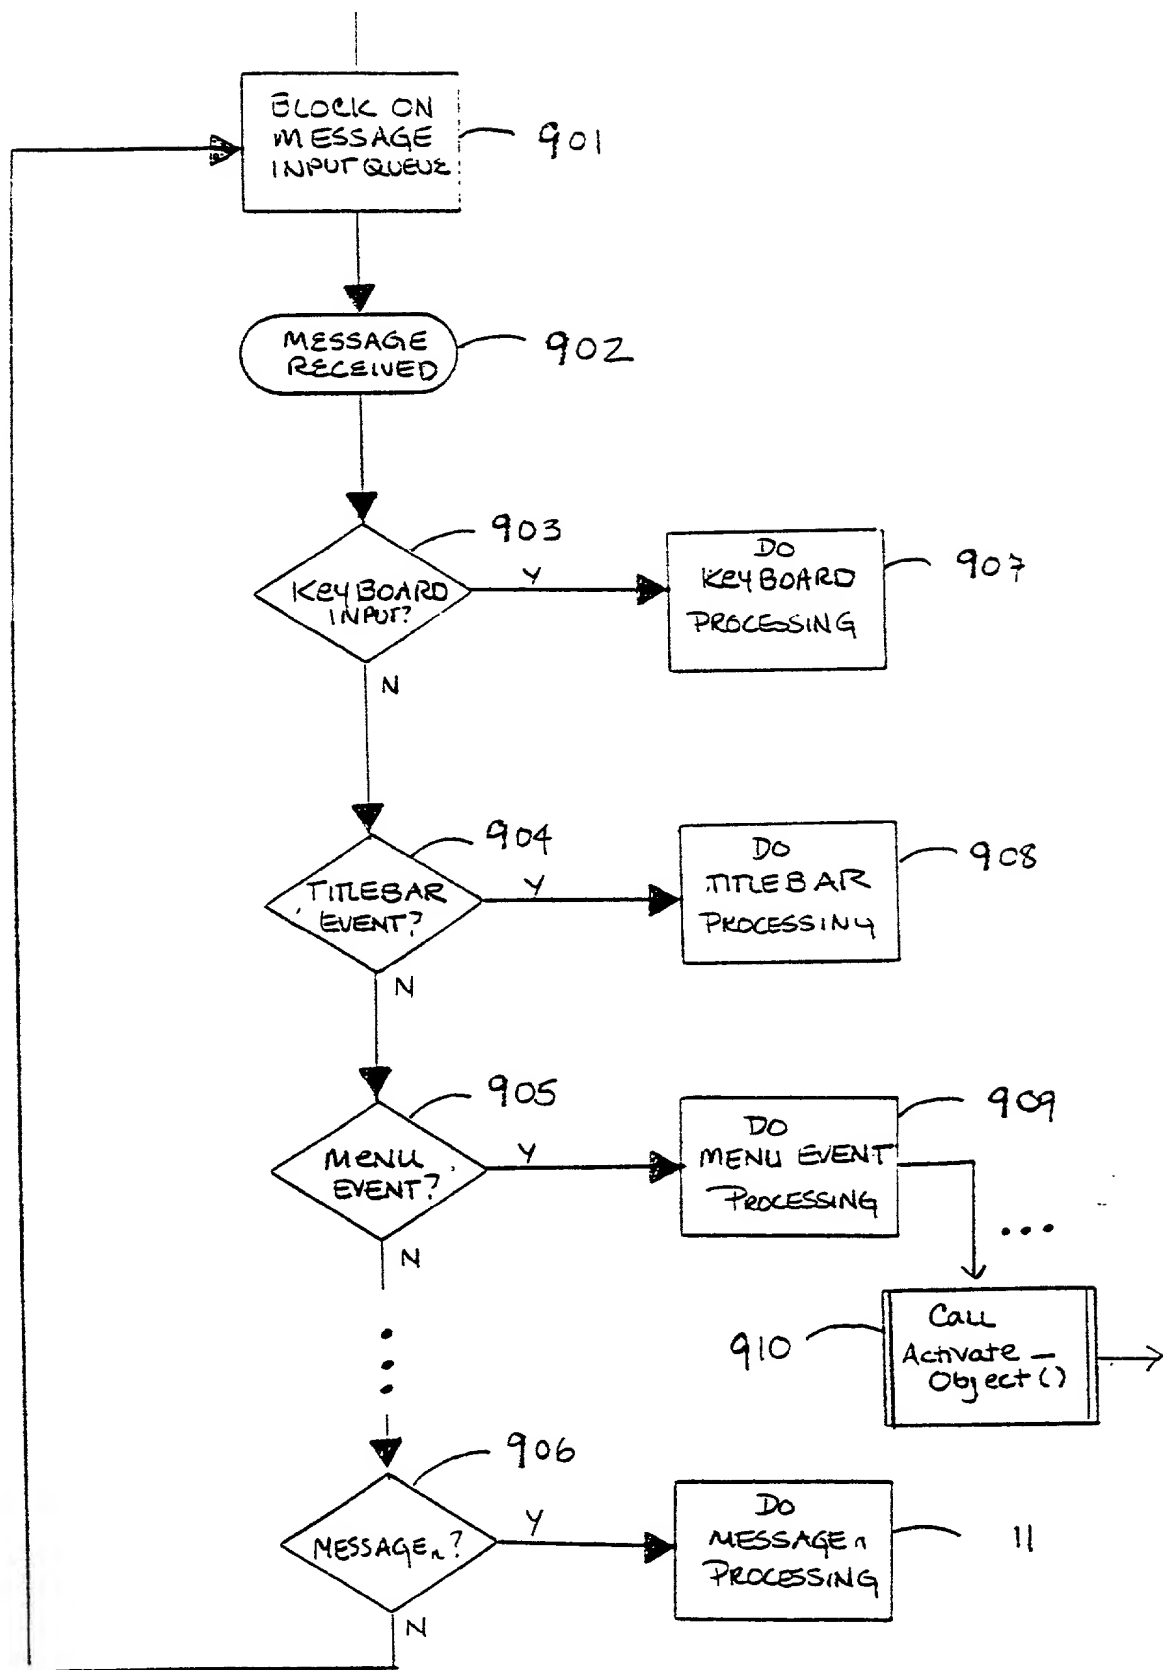 BLOCK ON
MESSAGE
INPUT QUEUE
901
MESSAGE
RECEIVED
902
903
KEYBOARD
INPUT?
Y
N
DO
KEYBOARD
PROCESSING
907
904
TITLEBAR
EVENT?
Y
N
DO
TITLEBAR
PROCESSING
908
905
MENU
EVENT?
Y
N
DO
MENU EVENT
PROCESSING
909
...
910
Call
Activate_
Object()
906
MESSAGEn?
Y
N
DO
MESSAGEn
PROCESSING
11